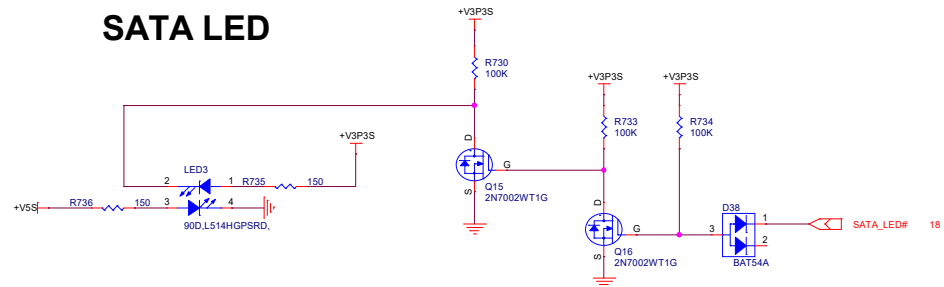 SATA LED
+V3P3S
R730
100K
+V3P3S
+V3P3S
R733
100K
R734
100K
+V3P3S
D
G
S
Q15
2N7002WT1G
LED3
2
1
R735
150
+V5S
R736
150
3
4
90D,L514HGPSRD,
D
G
S
Q16
2N7002WT1G
D38
3
1
2
BAT54A
SATA_LED# 18